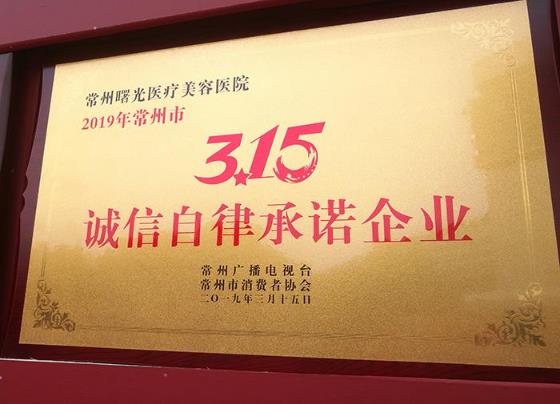 常州曙光医疗美容医院
2019年常州市
3.15
诚信自律承诺企业
常州广播电视台
常州市消费者协会
二〇一九年三月十五日